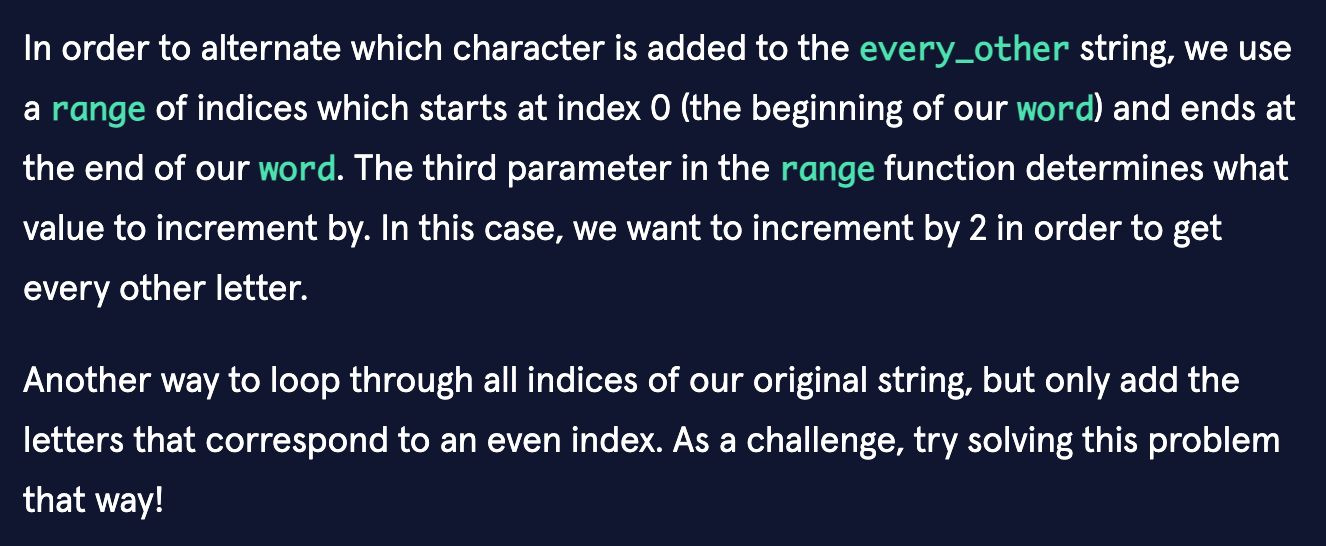 In order to alternate which character is added to the every_other string, we use
a range of indices which starts at index 0 (the beginning of our word) and ends at
the end of our word. The third parameter in the range function determines what
value to increment by. In this case, we want to increment by 2 in order to get
every other letter.
Another way to loop through all indices of our original string, but only add the
letters that correspond to an even index. As a challenge, try solving this problem
that way!